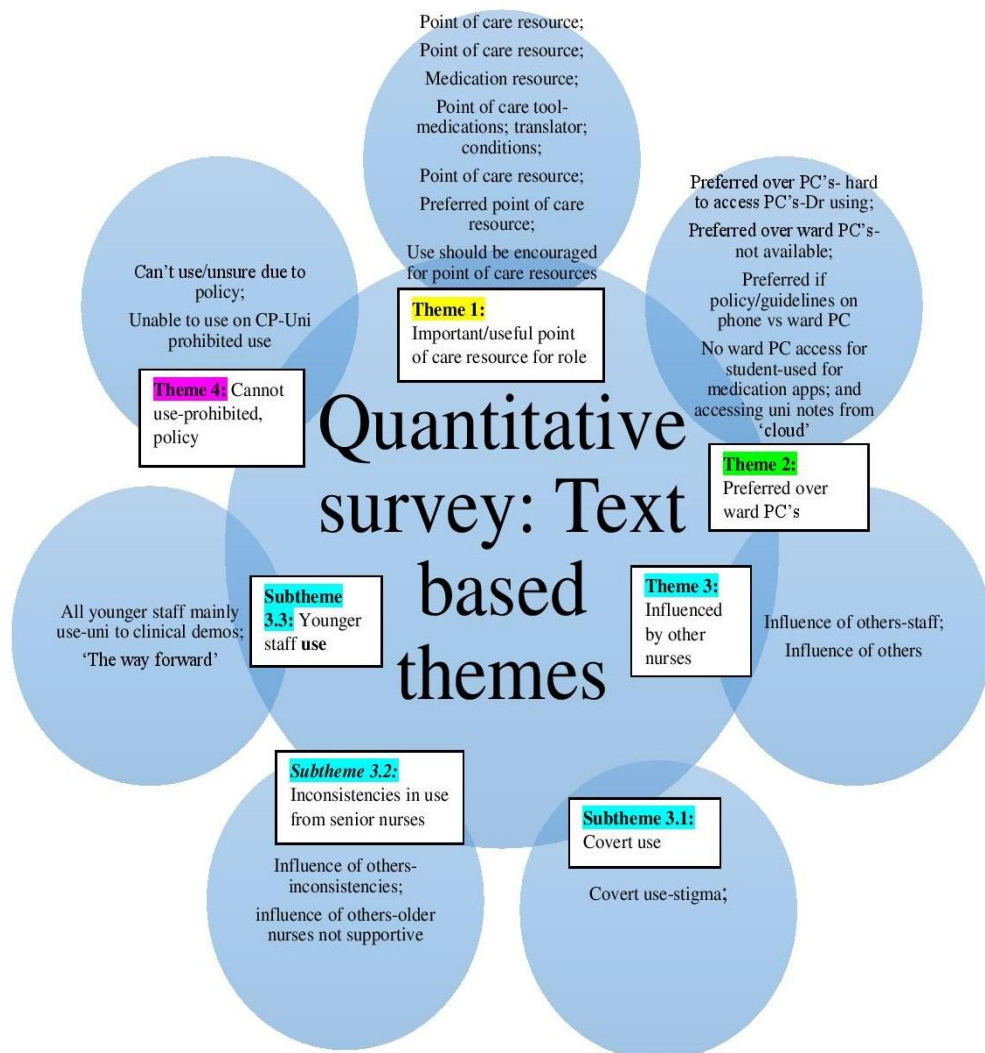 Point of care resource;
Point of care resource;
Medication resource;
Point of care tool-
medications; translator;
conditions;
Point of care resource;
Preferred point of care
resource;
Use should be encouraged
for point of care resources
Theme 1:
Important/useful point
of care resource for role
Preferred over PC’s- hard
to access PC’s-Dr using;
Preferred over ward PC’s-
not available;
Preferred if
policy/guidelines on
phone vs ward PC
No ward PC access for
student-used for
medication apps; and
accessing uni notes from
‘cloud’
Theme 2:
Preferred over
ward PC’s
Can’t use/unsure due to
policy;
Unable to use on CP-Uni
prohibited use
Theme 4: Cannot
use-prohibited,
policy
Quantitative
survey: Text
based
themes
Theme 3:
Influenced
by other
nurses
Influence of others-staff;
Influence of others
Subtheme
3.3: Younger
staff use
All younger staff mainly
use-uni to clinical demos;
‘The way forward’
Subtheme 3.2:
Inconsistencies in use
from senior nurses
Influence of others-
inconsistencies;
influence of others-older
nurses not supportive
Subtheme 3.1:
Covert use
Covert use-stigma;